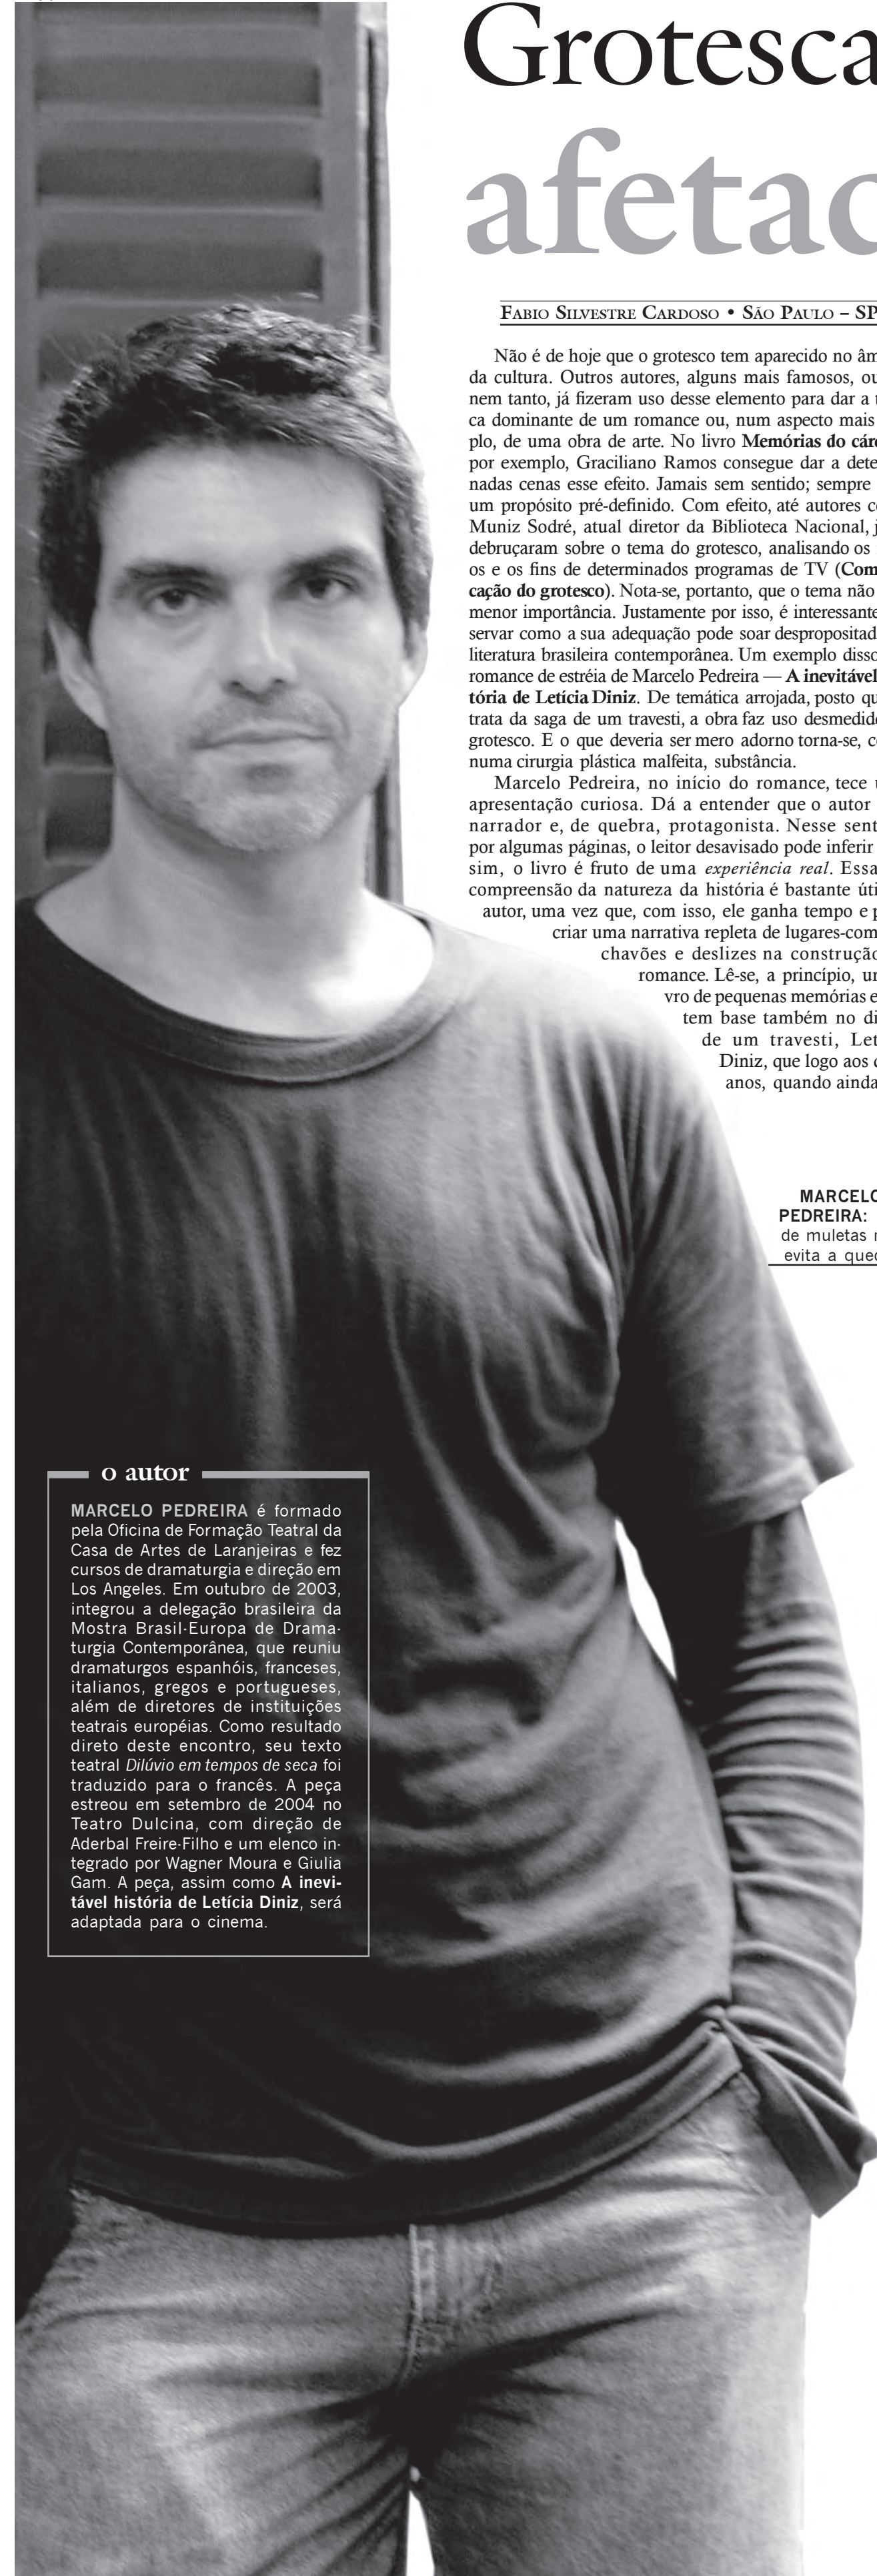 Grotesca
afetaç
FABIO SILVESTRE CARDOSO • SÃO PAULO – SP
Não é de hoje que o grotesco tem aparecido no âm
da cultura. Outros autores, alguns mais famosos, ou
nem tanto, já fizeram uso desse elemento para dar a t
ca dominante de um romance ou, num aspecto mais
plo, de uma obra de arte. No livro Memórias do cárc
por exemplo, Graciliano Ramos consegue dar a dete
nadas cenas esse efeito. Jamais sem sentido; sempre
um propósito pré-definido. Com efeito, até autores c
Muniz Sodré, atual diretor da Biblioteca Nacional, j
debruçaram sobre o tema do grotesco, analisando os
os e os fins de determinados programas de TV (Com
cação do grotesco). Nota-se, portanto, que o tema não
menor importância. Justamente por isso, é interessante
servar como a sua adequação pode soar despropositada
literatura brasileira contemporânea. Um exemplo disso
romance de estréia de Marcelo Pedreira — A inevitável
tória de Letícia Diniz. De temática arrojada, posto qu
trata da saga de um travesti, a obra faz uso desmedido
grotesco. E o que deveria ser mero adorno torna-se, co
numa cirurgia plástica malfeita, substância.
Marcelo Pedreira, no início do romance, tece u
apresentação curiosa. Dá a entender que o autor
narrador e, de quebra, protagonista. Nesse sent
por algumas páginas, o leitor desavisado pode inferir
sim, o livro é fruto de uma experiência real. Essa
compreensão da natureza da história é bastante úti
autor, uma vez que, com isso, ele ganha tempo e p
criar uma narrativa repleta de lugares-com
chavões e deslizes na construção
romance. Lê-se, a princípio, um
vro de pequenas memórias e
tem base também no di
de um travesti, Let
Diniz, que logo aos
anos, quando ainda
MARCELO
PEDREIRA:
de muletas n
evita a qued
o autor
MARCELO PEDREIRA é formado
pela Oficina de Formação Teatral da
Casa de Artes de Laranjeiras e fez
cursos de dramaturgia e direção em
Los Angeles. Em outubro de 2003,
integrou a delegação brasileira da
Mostra Brasil-Europa de Drama-
turgia Contemporânea, que reuniu
dramaturgos espanhóis, franceses,
italianos, gregos e portugueses,
além de diretores de instituições
teatrais européias. Como resultado
direto deste encontro, seu texto
teatral Dilúvio em tempos de seca foi
traduzido para o francês. A peça
estreou em setembro de 2004 no
Teatro Dulcina, com direção de
Aderbal Freire-Filho e um elenco in-
tegrado por Wagner Moura e Giulia
Gam. A peça, assim como A inevi-
tável história de Letícia Diniz, será
adaptada para o cinema.